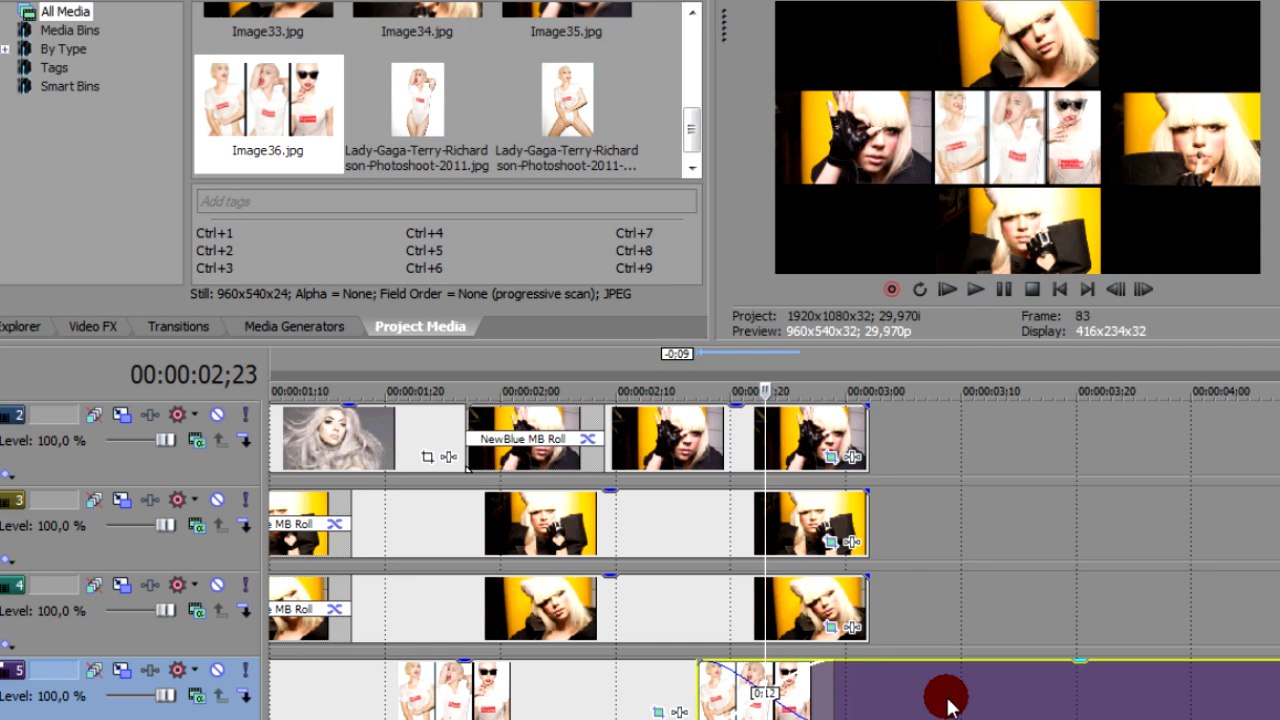 All Media
Media Bins
By Type
Tags
Smart Bins
Image33.jpg
Image34.jpg
Image35.jpg
Image36.jpg
Lady-Gaga-Terry-Richard
son-Photoshoot-2011.jpg
Lady-Gaga-Terry-Richard
son-Photoshoot-2011-...
Add tags
Ctrl+1 Ctrl+4 Ctrl+7
Ctrl+2 Ctrl+5 Ctrl+8
Ctrl+3 Ctrl+6 Ctrl+9
Still: 960x540x24; Alpha = None; Field Order = None (progressive scan); JPEG
xplorer Video FX Transitions Media Generators Project Media
Project: 1920x1080x32; 29,970i Frame: 83
Preview: 960x540x32; 29,970p Display: 416x234x32
-0;09
00:00:02;23
00:00:01;10 00:00:01;20 00:00:02;00 00:00:02;10 00:00 ;20 00:00:03;00 00:00:03;10 00:00:03;20 00:00:04;00
2
Level: 100,0 %
NewBlue MB Roll
3
Level: 100,0 %
e MB Roll
4
Level: 100,0 %
e MB Roll
5
Level: 100,0 %
0;12